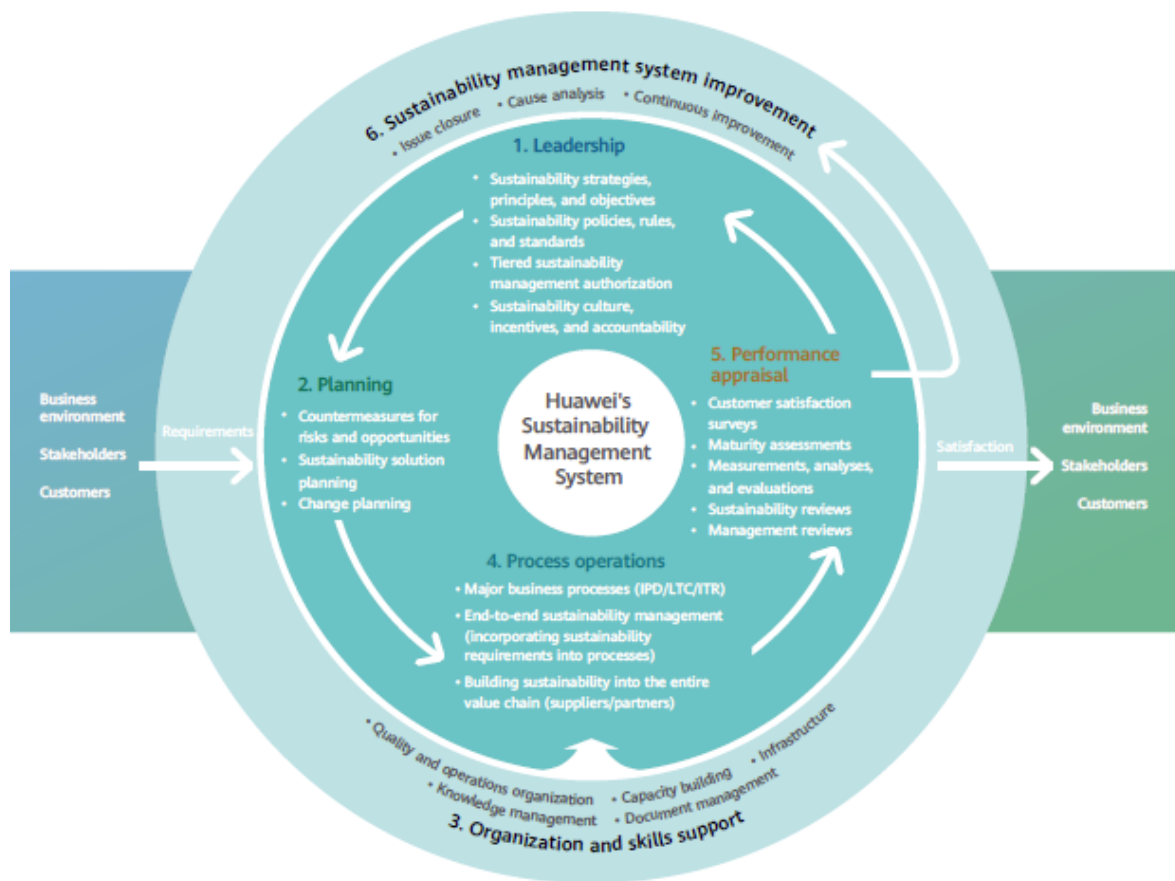 6. Sustainability management system improvement
• Issue closure • Cause analysis • Continuous improvement
1. Leadership
• Sustainability strategies,
principles, and objectives
• Sustainability policies, rules,
and standards
• Tiered sustainability
management authorization
• Sustainability culture,
incentives, and accountability
Business
environment
Stakeholders
Customers
Requirements
2. Planning
• Countermeasures for
risks and opportunities
• Sustainability solution
planning
• Change planning
Huawei's
Sustainability
Management
System
5. Performance
appraisal
• Customer satisfaction
surveys
• Maturity assessments
• Measurements, analyses,
and evaluations
• Sustainability reviews
• Management reviews
Satisfaction
Business
environment
Stakeholders
Customers
4. Process operations
• Major business processes (IPD/LTC/ITR)
• End-to-end sustainability management
(incorporating sustainability
requirements into processes)
• Building sustainability into the entire
value chain (suppliers/partners)
• Quality and operations organization • Capacity building • Infrastructure
• Knowledge management • Document management
3. Organization and skills support